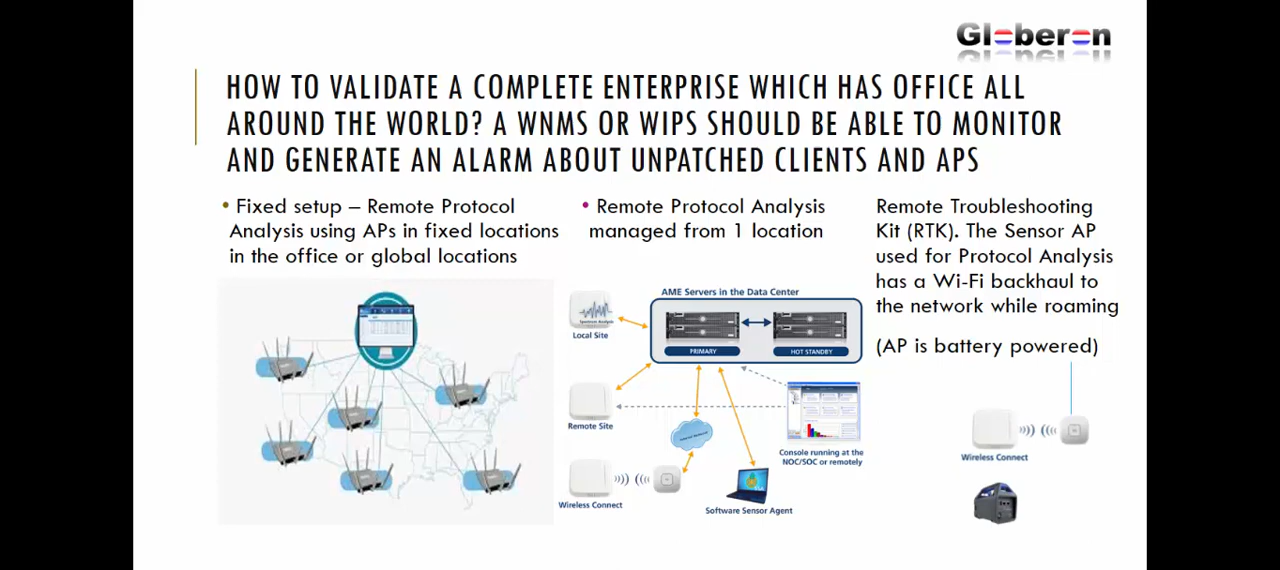 Globeron
HOW TO VALIDATE A COMPLETE ENTERPRISE WHICH HAS OFFICE ALL
AROUND THE WORLD? A WNMS OR WIPS SHOULD BE ABLE TO MONITOR
AND GENERATE AN ALARM ABOUT UNPATCHED CLIENTS AND APS
• Fixed setup – Remote Protocol
Analysis using APs in fixed locations
in the office or global locations
• Remote Protocol Analysis
managed from 1 location
AME Servers in the Data Center
Spectrum Analysis
Local Site
PRIMARY
HOT STANDBY
Remote Site
Console running at the
NOC/SOC or remotely
Wireless Connect
Software Sensor Agent
Remote Troubleshooting
Kit (RTK). The Sensor AP
used for Protocol Analysis
has a Wi-Fi backhaul to
the network while roaming
(AP is battery powered)
Wireless Connect